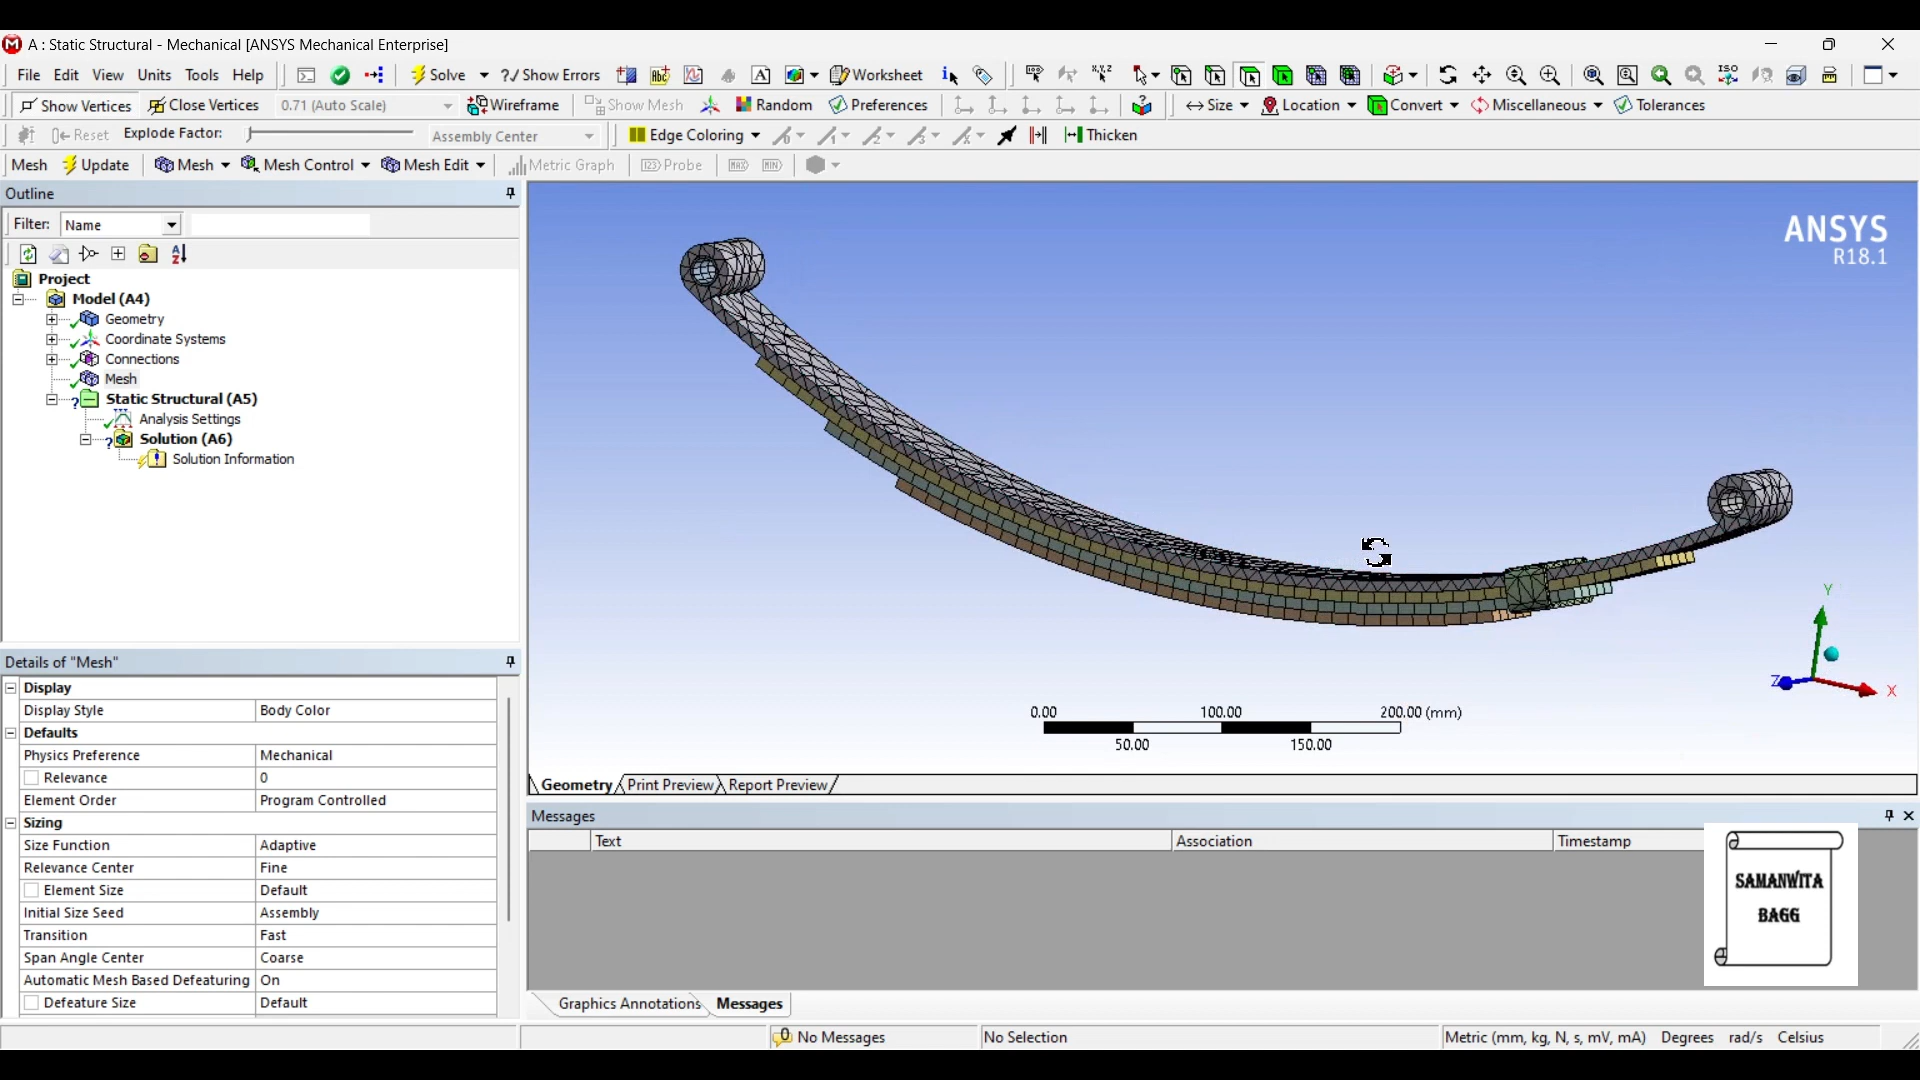 A : Static Structural - Mechanical [ANSYS Mechanical Enterprise]
File Edit View Units Tools Help Solve ?✓ Show Errors Abc A Worksheet i X,Y,Z ISO
Show Vertices Close Vertices 0.71 (Auto Scale) Wireframe Show Mesh Random Preferences Size Location Convert Miscellaneous Tolerances
Reset Explode Factor: Assembly Center Edge Coloring Thicken
Mesh Update Mesh Mesh Control Mesh Edit Metric Graph Probe MAX MIN
Outline
Filter: Name
Project
Model (A4)
Geometry
Coordinate Systems
Connections
Mesh
Static Structural (A5)
Analysis Settings
Solution (A6)
Solution Information
Details of "Mesh"
Display
Display Style Body Color
Defaults
Physics Preference Mechanical
Relevance 0
Element Order Program Controlled
Sizing
Size Function Adaptive
Relevance Center Fine
Element Size Default
Initial Size Seed Assembly
Transition Fast
Span Angle Center Coarse
Automatic Mesh Based Defeaturing On
Defeature Size Default
ANSYS
R18.1
Y
Z
X
0.00 100.00 200.00 (mm)
50.00 150.00
Geometry Print Preview Report Preview
Messages
Text Association Timestamp
SAMANWITA
BAGG
Graphics Annotations Messages
0 No Messages No Selection Metric (mm, kg, N, s, mV, mA) Degrees rad/s Celsius